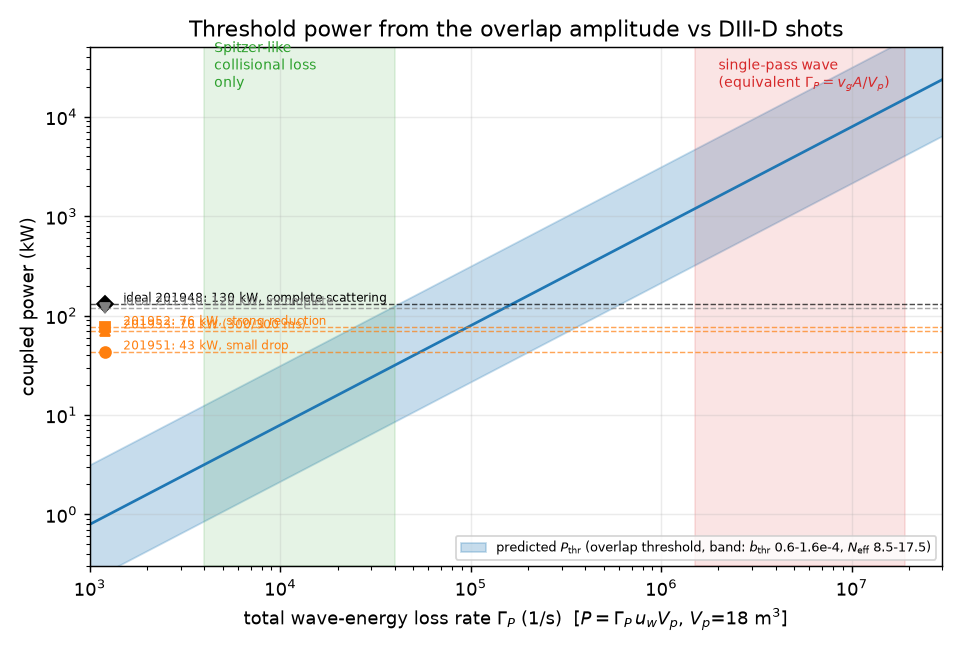 Threshold power from the overlap amplitude vs DIII-D shots
Spitzer-like
collisional loss
only
single-pass wave
(equivalent Γ_P = v_g A/V_p)
10^4
10^3
10^2
10^1
10^0
coupled power (kW)
ideal 201948: 130 kW, complete scattering
201952: 76 kW, strong reduction
201951: 43 kW, small drop
predicted P_thr (overlap threshold, band: b_thr 0.6-1.6e-4, N_eff 8.5-17.5)
10^3
10^4
10^5
10^6
10^7
total wave-energy loss rate Γ_P (1/s) [P = Γ_P u_w V_p, V_p=18 m^3]